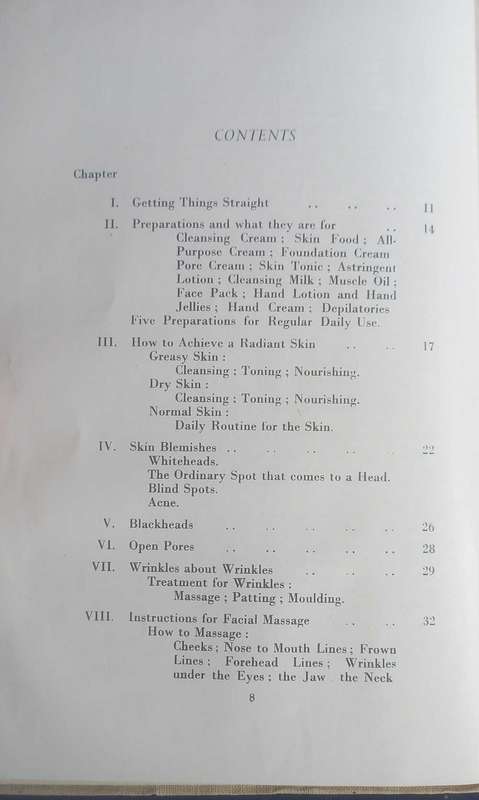 CONTENTS
Chapter
I. Getting Things Straight .. .. .. 11
II. Preparations and what they are for .. 14
Cleansing Cream ; Skin Food ; All-
Purpose Cream ; Foundation Cream
Pore Cream ; Skin Tonic ; Astringent
Lotion ; Cleansing Milk ; Muscle Oil ;
Face Pack ; Hand Lotion and Hand
Jellies ; Hand Cream ; Depilatories
Five Preparations for Regular Daily Use.
III. How to Achieve a Radiant Skin .. .. 17
Greasy Skin :
Cleansing ; Toning ; Nourishing.
Dry Skin :
Cleansing ; Toning ; Nourishing.
Normal Skin :
Daily Routine for the Skin.
IV. Skin Blemishes .. .. .. .. .. 22
Whiteheads.
The Ordinary Spot that comes to a Head.
Blind Spots.
Acne.
V. Blackheads .. .. .. .. .. 26
VI. Open Pores .. .. .. .. .. 28
VII. Wrinkles about Wrinkles .. .. .. 29
Treatment for Wrinkles :
Massage ; Patting ; Moulding.
VIII. Instructions for Facial Massage .. .. 32
How to Massage :
Cheeks ; Nose to Mouth Lines ; Frown
Lines ; Forehead Lines ; Wrinkles
under the Eyes ; the Jaw the Neck
8